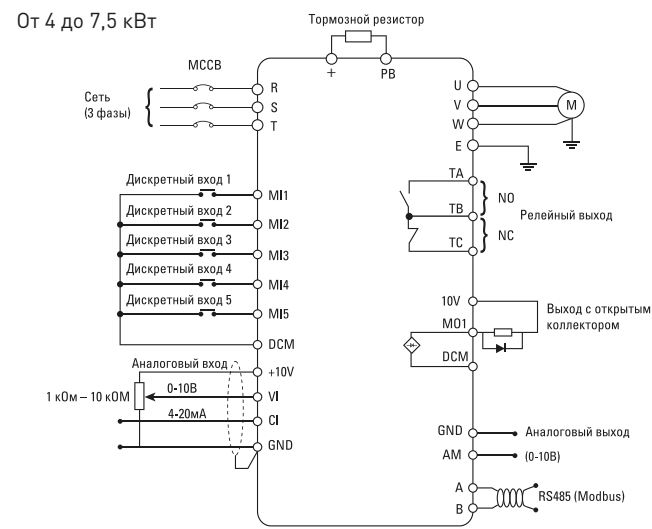 От 4 до 7,5 кВт
Тормозной резистор
+
PB
MCCB
Сеть
(3 фазы)
R
S
T
U
V
W
M
E
TA
TB
TC
NO
NC
Релейный выход
Дискретный вход 1
MI1
Дискретный вход 2
MI2
Дискретный вход 3
MI3
Дискретный вход 4
MI4
Дискретный вход 5
MI5
DCM
10V
MO1
DCM
Выход с открытым
коллектором
Аналоговый вход
+10V
1 кОм – 10 кОМ
0-10В
VI
4-20мА
CI
GND
GND
Аналоговый выход
AM
(0-10В)
A
B
RS485 (Modbus)